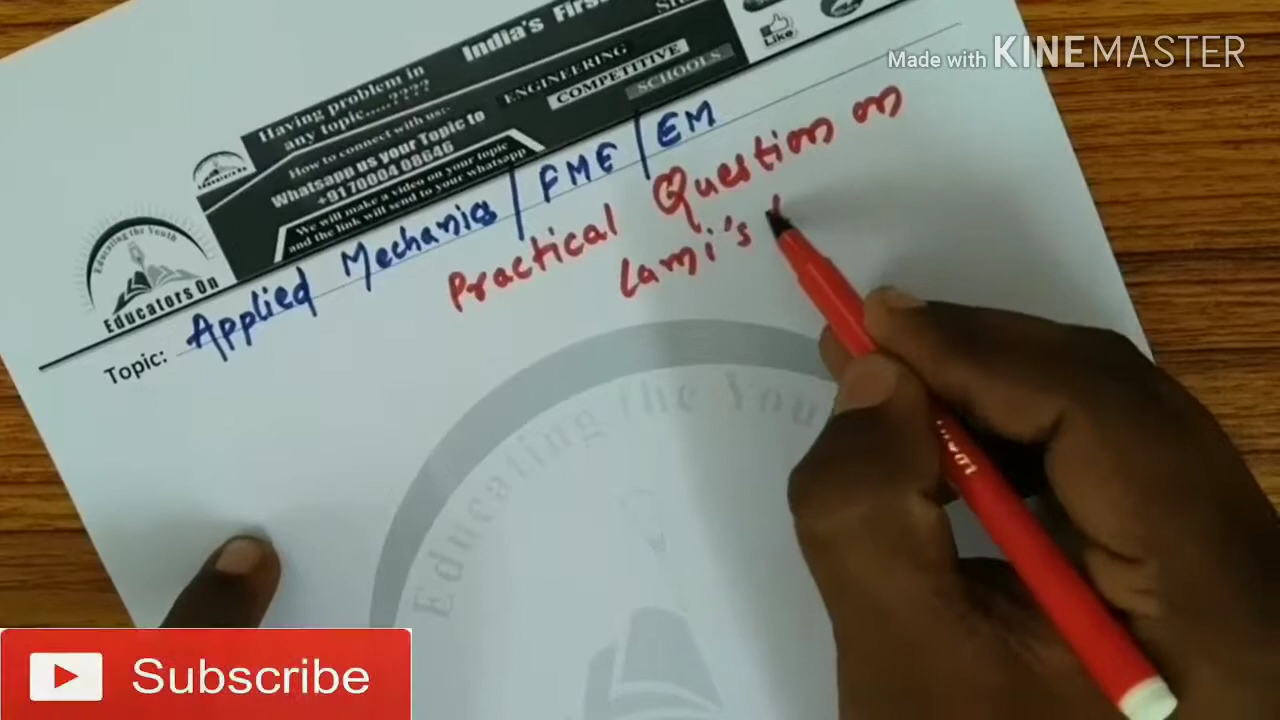 Made with KINEMASTER
India's First
Like
Having problem in
any topic.....????
ENGINEERING
COMPETITIVE
SCHOOLS
How to connect with us:-
Whatsapp us your Topic to
+91 70004 08646
We will make a video on your topic
and the link will send to your whatsapp
Educating the Youth
Educators On
Topic: Applied Mechanics / FME / EM
Practical Question on
Lami's
Educating the You
Subscribe